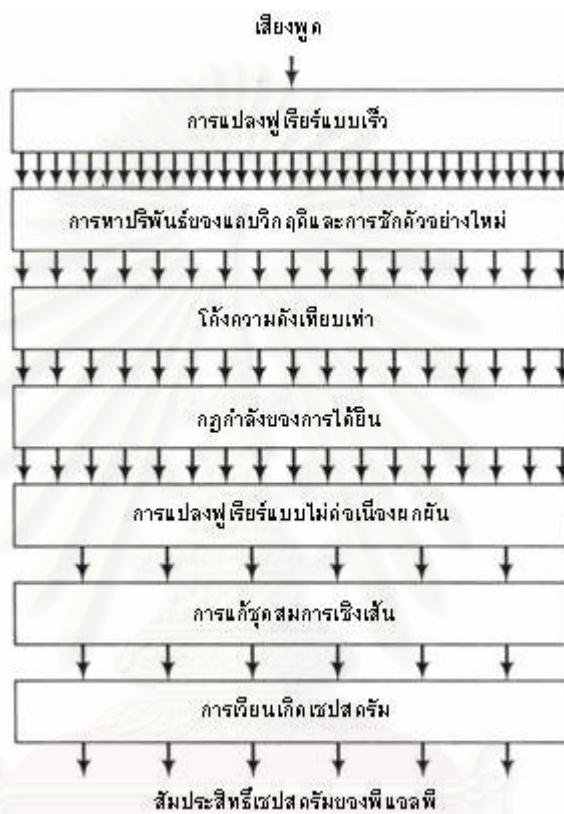 เสียงพูด
การแปลงฟูเรียร์แบบเร็ว
การหาปริพันธ์ของแถบวิกฤติและการชักตัวอย่างใหม่
โค้งความดังเทียบเท่า
กฎกำลังของการได้ยิน
การแปลงฟูเรียร์แบบไม่ต่อเนื่องผกผัน
การแก้ชุดสมการเชิงเส้น
การเวียนเกิดเซปสตรัม
สัมประสิทธิ์เซปสตรัมของพีแอลพี